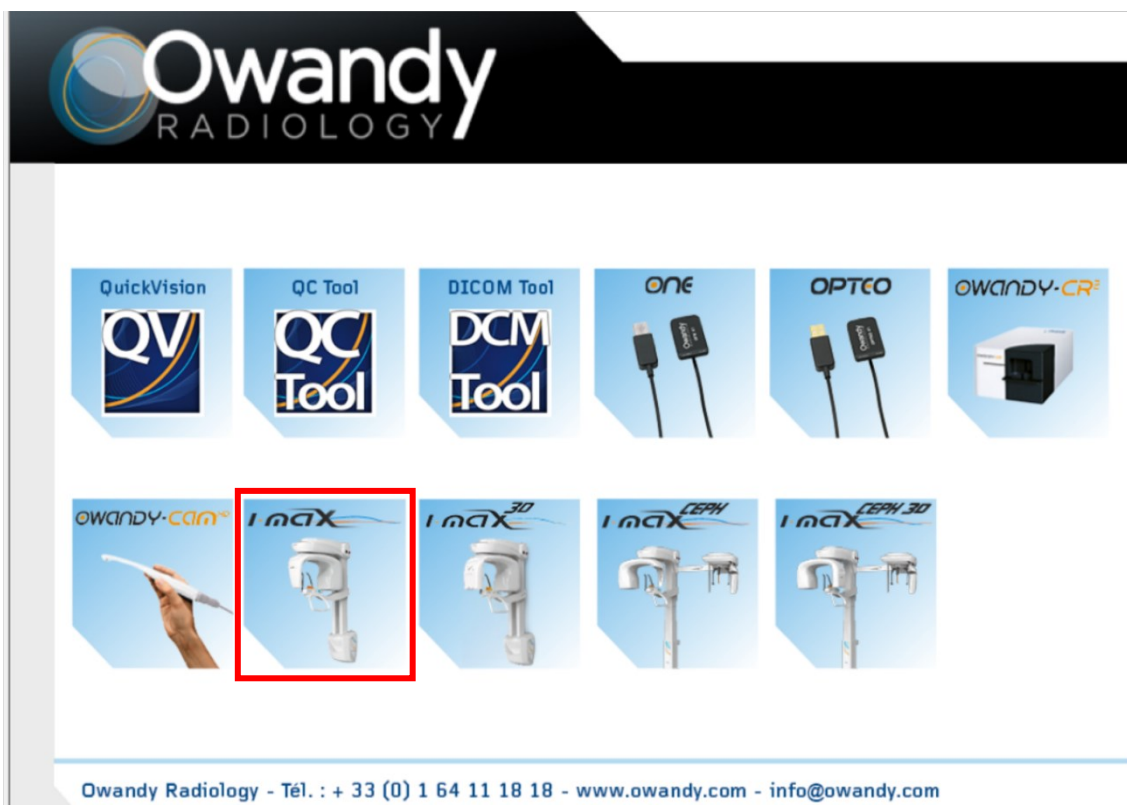 Owandy
RADIOLOGY
QuickVision
QC Tool
DICOM Tool
ONE
OPTEO
OWANDY-CR²
QV
QC
Tool
DCM
Tool
OWANDY-CAM HD
I-MAX
I MAX 3D
I MAX CEPH
I MAX CEPH 3D
Owandy Radiology - Tél. : + 33 (0) 1 64 11 18 18 - www.owandy.com - info@owandy.com